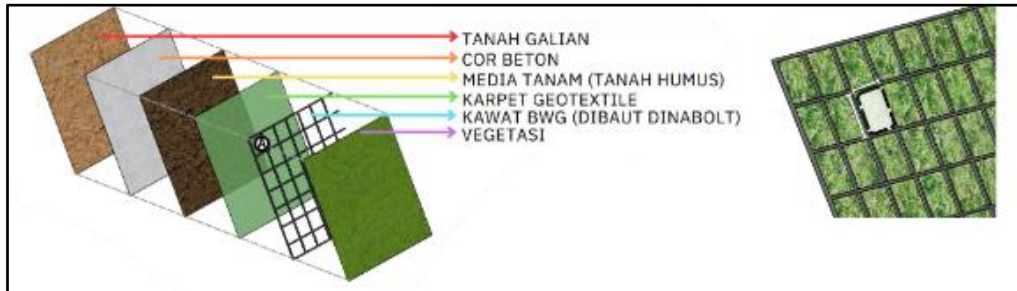 TANAH GALIAN
COR BETON
MEDIA TANAM (TANAH HUMUS)
KARPET GEOTEXTILE
KAWAT BWG (DIBAUT DINABOLT)
VEGETASI
A